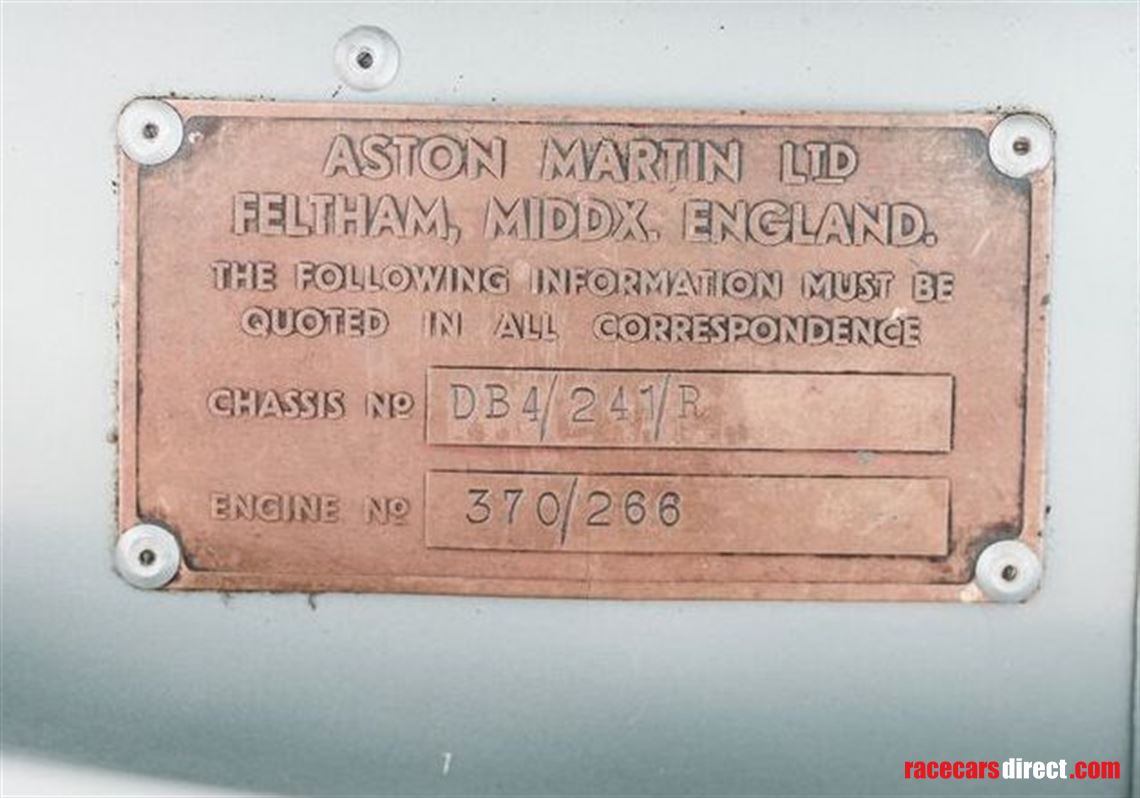 ASTON MARTIN LTD
FELTHAM, MIDDX. ENGLAND.
THE FOLLOWING INFORMATION MUST BE
QUOTED IN ALL CORRESPONDENCE
CHASSIS Nº DB4/241/R
ENGINE Nº 370/266
racecarsdirect.com